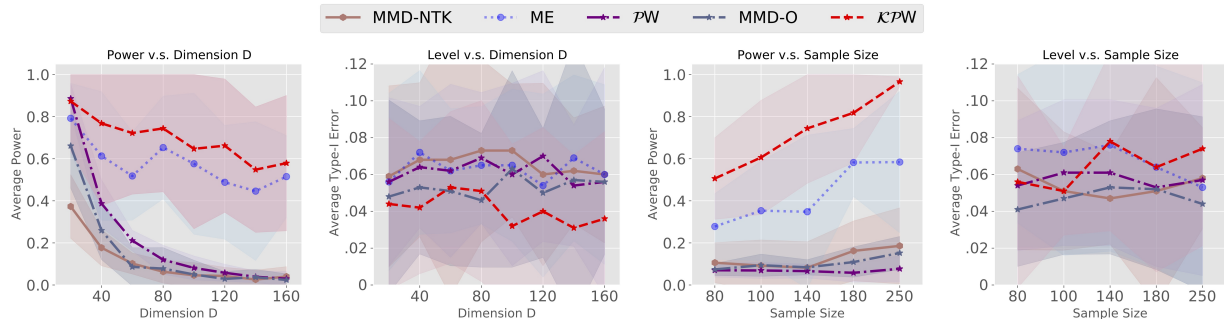 MMD-NTK ME 𝒫W MMD-O 𝒦𝒫W
Power v.s. Dimension D
Average Power
1.0
0.8
0.6
0.4
0.2
0.0
40 80 120 160
Dimension D
Level v.s. Dimension D
Average Type-I Error
.12
.10
.08
.06
.04
.02
0
40 80 120 160
Dimension D
Power v.s. Sample Size
Average Power
1.0
0.8
0.6
0.4
0.2
0.0
80 100 140 180 250
Sample Size
Level v.s. Sample Size
Average Type-I Error
.12
.10
.08
.06
.04
.02
0
80 100 140 180 250
Sample Size